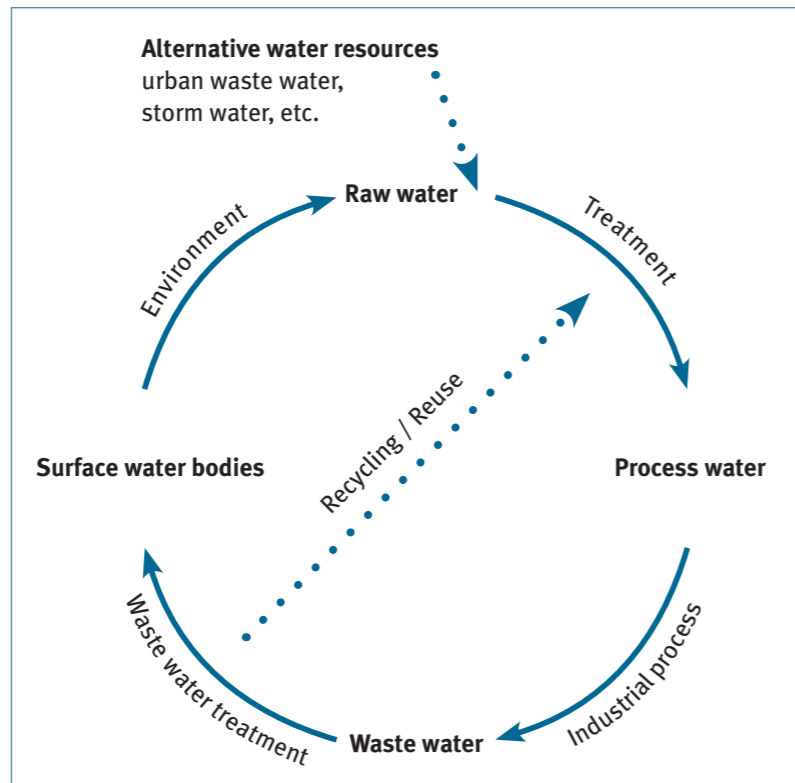 Alternative water resources
urban waste water,
storm water, etc.
Raw water
Environment
Treatment
Recycling / Reuse
Surface water bodies
Process water
Waste water treatment
Industrial process
Waste water